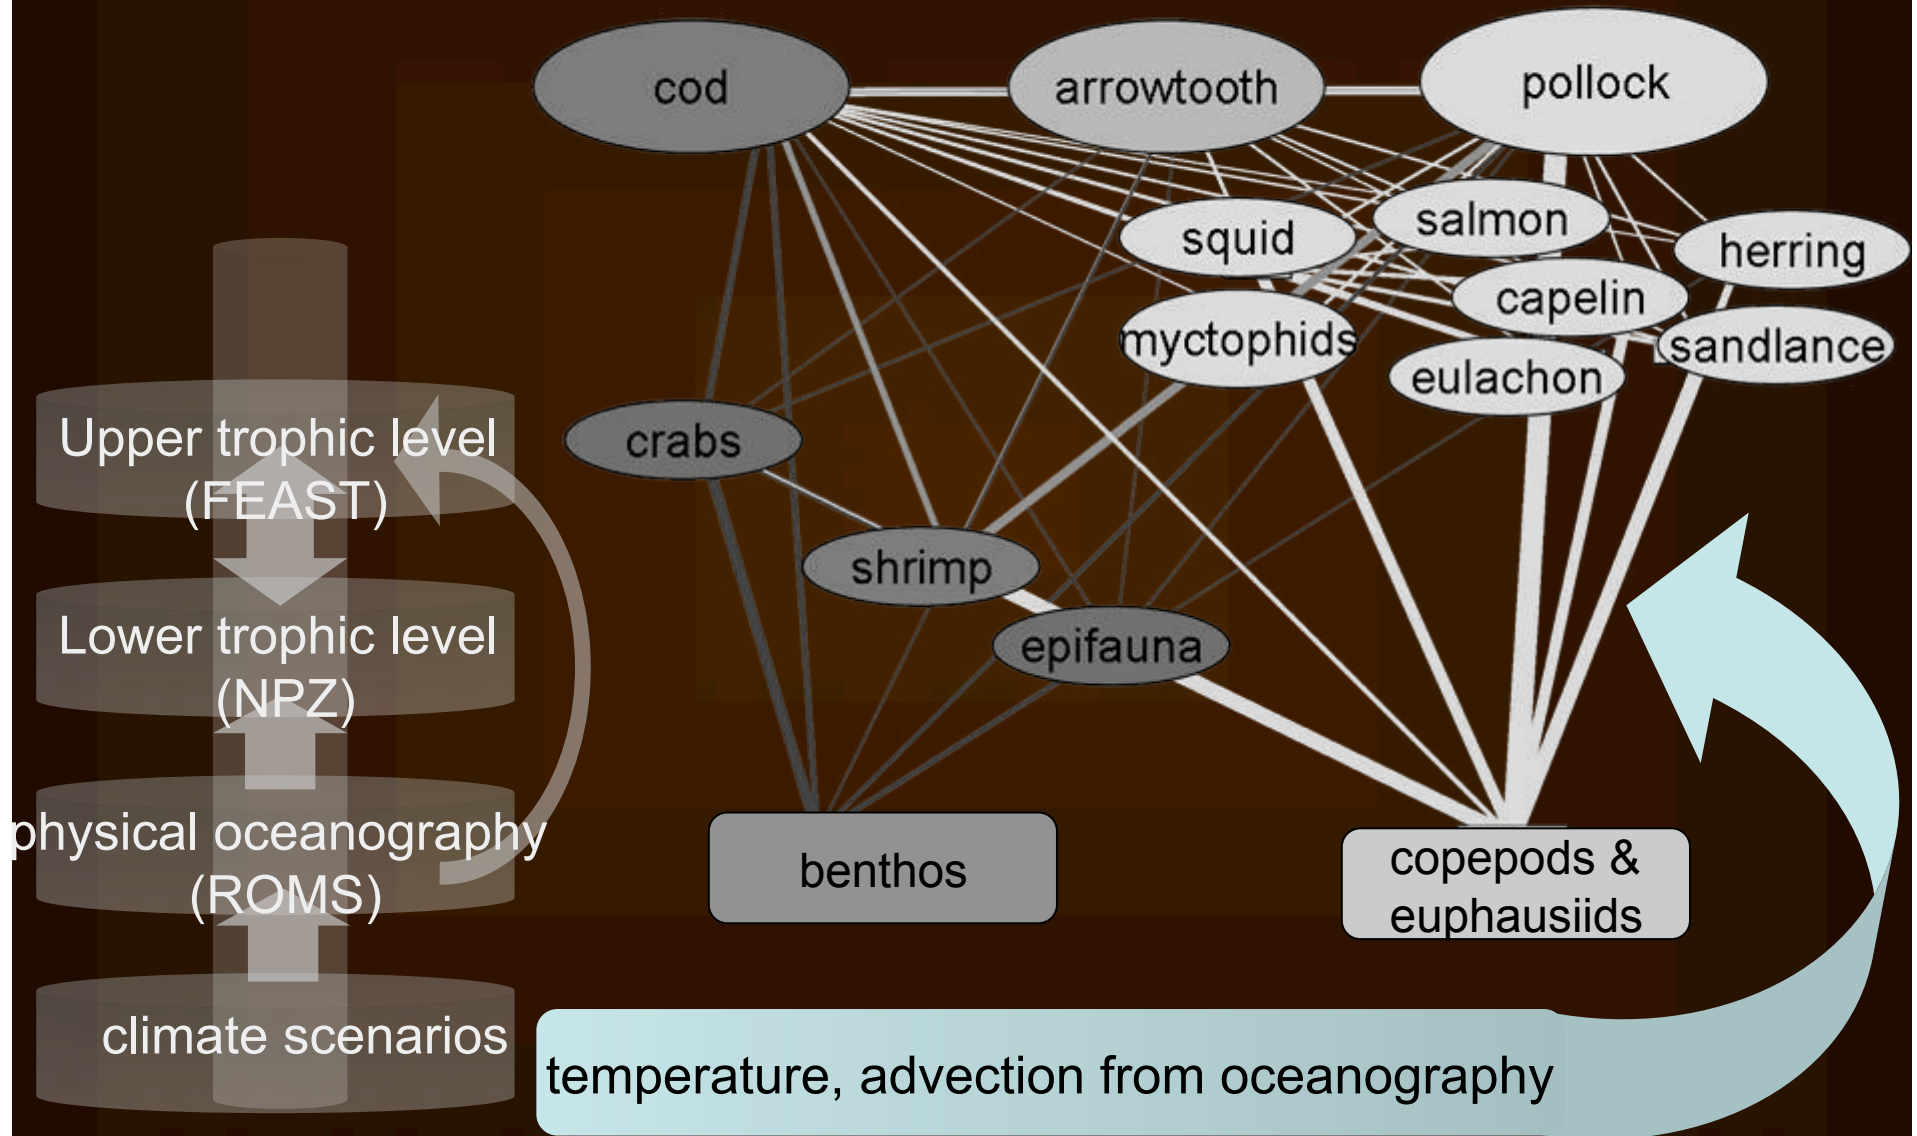 cod
arrowtooth
pollock
squid
salmon
herring
capelin
myctophids
sandlance
eulachon
crabs
shrimp
epifauna
benthos
copepods &
euphausiids
Upper trophic level
(FEAST)
Lower trophic level
(NPZ)
physical oceanography
(ROMS)
climate scenarios
temperature, advection from oceanography